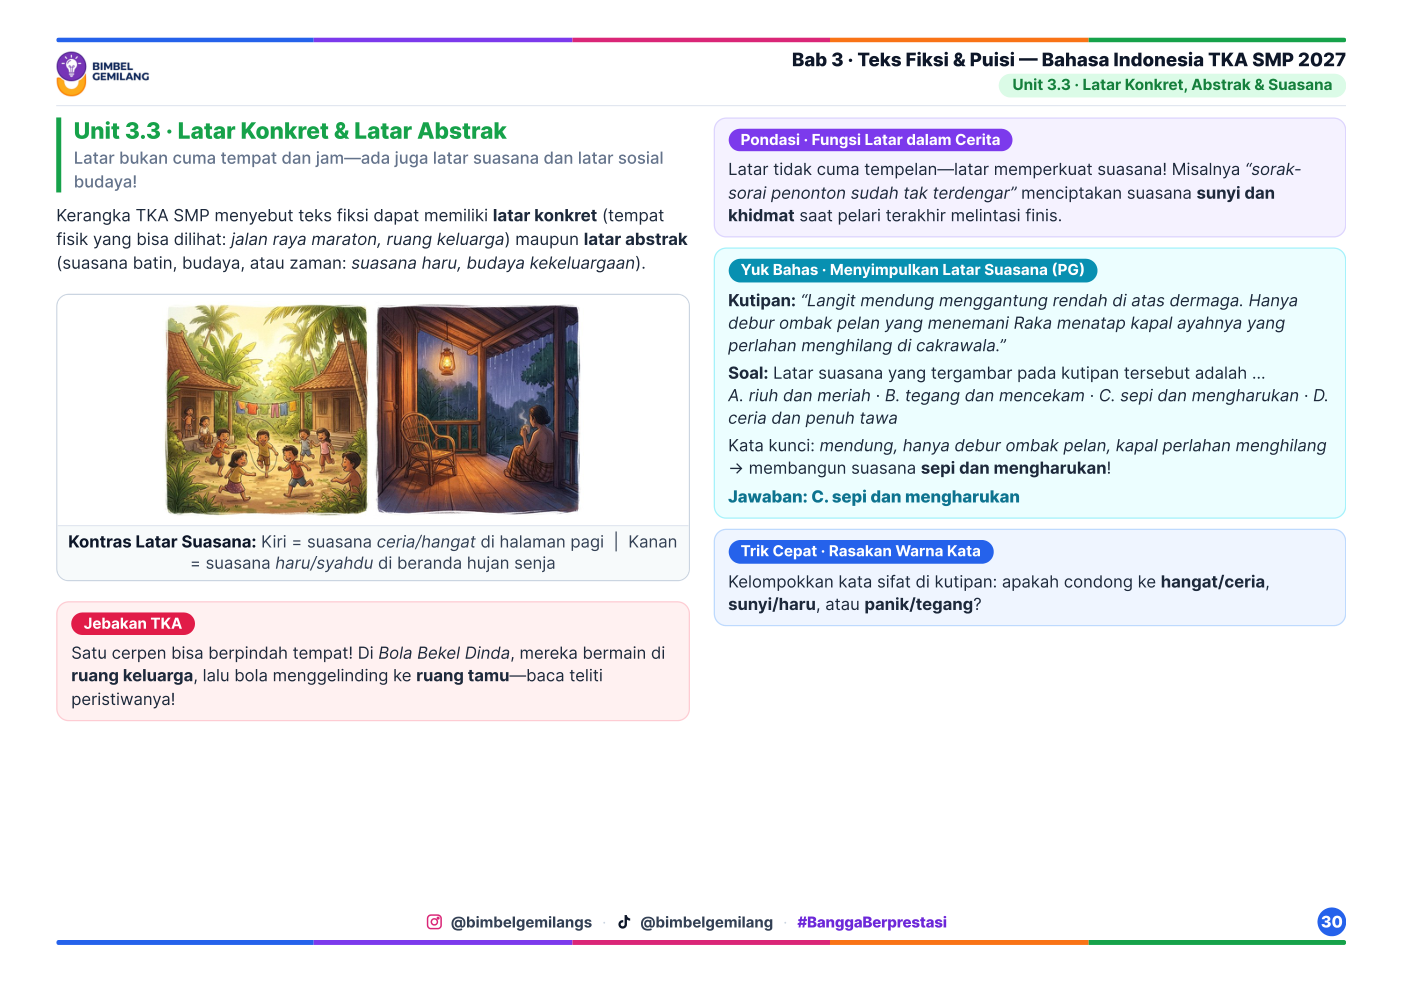 BIMBEL
GEMILANG
Bab 3 · Teks Fiksi & Puisi — Bahasa Indonesia TKA SMP 2027
Unit 3.3 · Latar Konkret, Abstrak & Suasana
Unit 3.3 · Latar Konkret & Latar Abstrak
Latar bukan cuma tempat dan jam—ada juga latar suasana dan latar sosial
budaya!
Kerangka TKA SMP menyebut teks fiksi dapat memiliki latar konkret (tempat
fisik yang bisa dilihat: jalan raya maraton, ruang keluarga) maupun latar abstrak
(suasana batin, budaya, atau zaman: suasana haru, budaya kekeluargaan).
Kontras Latar Suasana: Kiri = suasana ceria/hangat di halaman pagi | Kanan
= suasana haru/syahdu di beranda hujan senja
Jebakan TKA
Satu cerpen bisa berpindah tempat! Di Bola Bekel Dinda, mereka bermain di
ruang keluarga, lalu bola menggelinding ke ruang tamu—baca teliti
peristiwanya!
Pondasi · Fungsi Latar dalam Cerita
Latar tidak cuma tempelan—latar memperkuat suasana! Misalnya “sorak-
sorai penonton sudah tak terdengar” menciptakan suasana sunyi dan
khidmat saat pelari terakhir melintasi finis.
Yuk Bahas · Menyimpulkan Latar Suasana (PG)
Kutipan: “Langit mendung menggantung rendah di atas dermaga. Hanya
debur ombak pelan yang menemani Raka menatap kapal ayahnya yang
perlahan menghilang di cakrawala.”
Soal: Latar suasana yang tergambar pada kutipan tersebut adalah ...
A. riuh dan meriah · B. tegang dan mencekam · C. sepi dan mengharukan · D.
ceria dan penuh tawa
Kata kunci: mendung, hanya debur ombak pelan, kapal perlahan menghilang
→ membangun suasana sepi dan mengharukan!
Jawaban: C. sepi dan mengharukan
Trik Cepat · Rasakan Warna Kata
Kelompokkan kata sifat di kutipan: apakah condong ke hangat/ceria,
sunyi/haru, atau panik/tegang?
@bimbelgemilangs · @bimbelgemilang · #BanggaBerprestasi
30